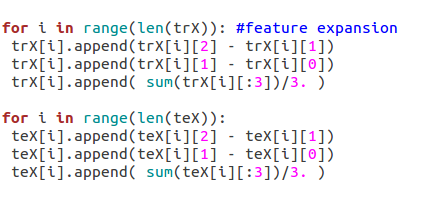 for i in range(len(trX)): #feature expansion
 trX[i].append(trX[i][2] - trX[i][1])
 trX[i].append(trX[i][1] - trX[i][0])
 trX[i].append( sum(trX[i][:3])/3. )
for i in range(len(teX)):
 teX[i].append(teX[i][2] - teX[i][1])
 teX[i].append(teX[i][1] - teX[i][0])
 teX[i].append( sum(teX[i][:3])/3. )